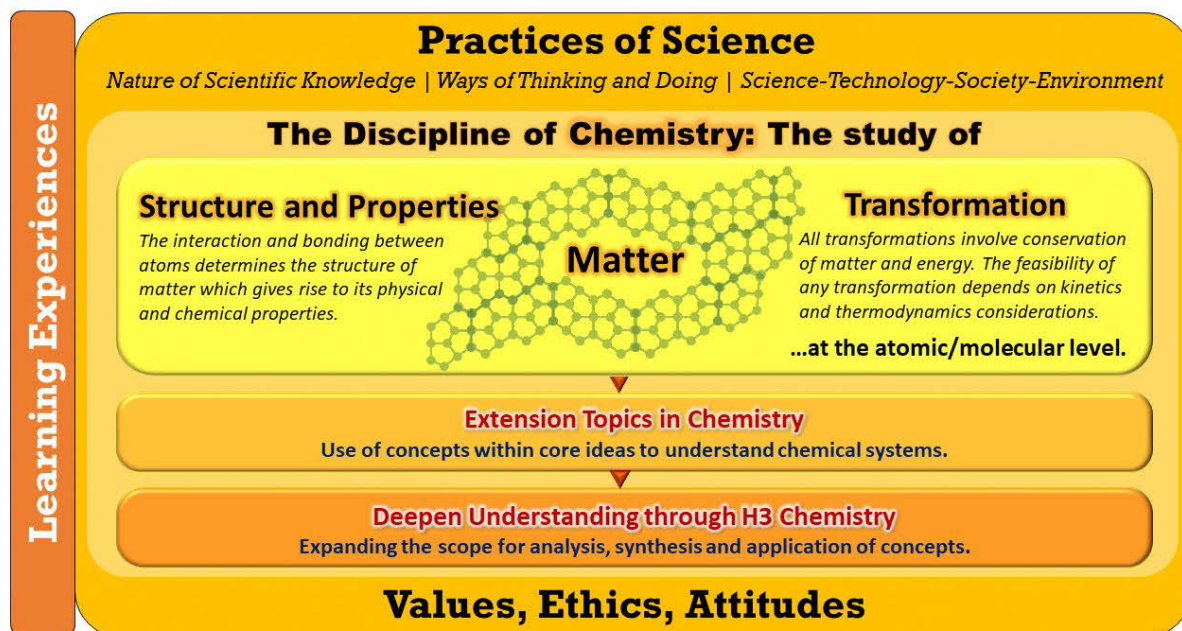 Learning Experiences
Practices of Science
Nature of Scientific Knowledge | Ways of Thinking and Doing | Science-Technology-Society-Environment
The Discipline of Chemistry: The study of
Structure and Properties
The interaction and bonding between
atoms determines the structure of
matter which gives rise to its physical
and chemical properties.
Matter
Transformation
All transformations involve conservation
of matter and energy. The feasibility of
any transformation depends on kinetics
and thermodynamics considerations.
...at the atomic/molecular level.
Extension Topics in Chemistry
Use of concepts within core ideas to understand chemical systems.
Deepen Understanding through H3 Chemistry
Expanding the scope for analysis, synthesis and application of concepts.
Values, Ethics, Attitudes